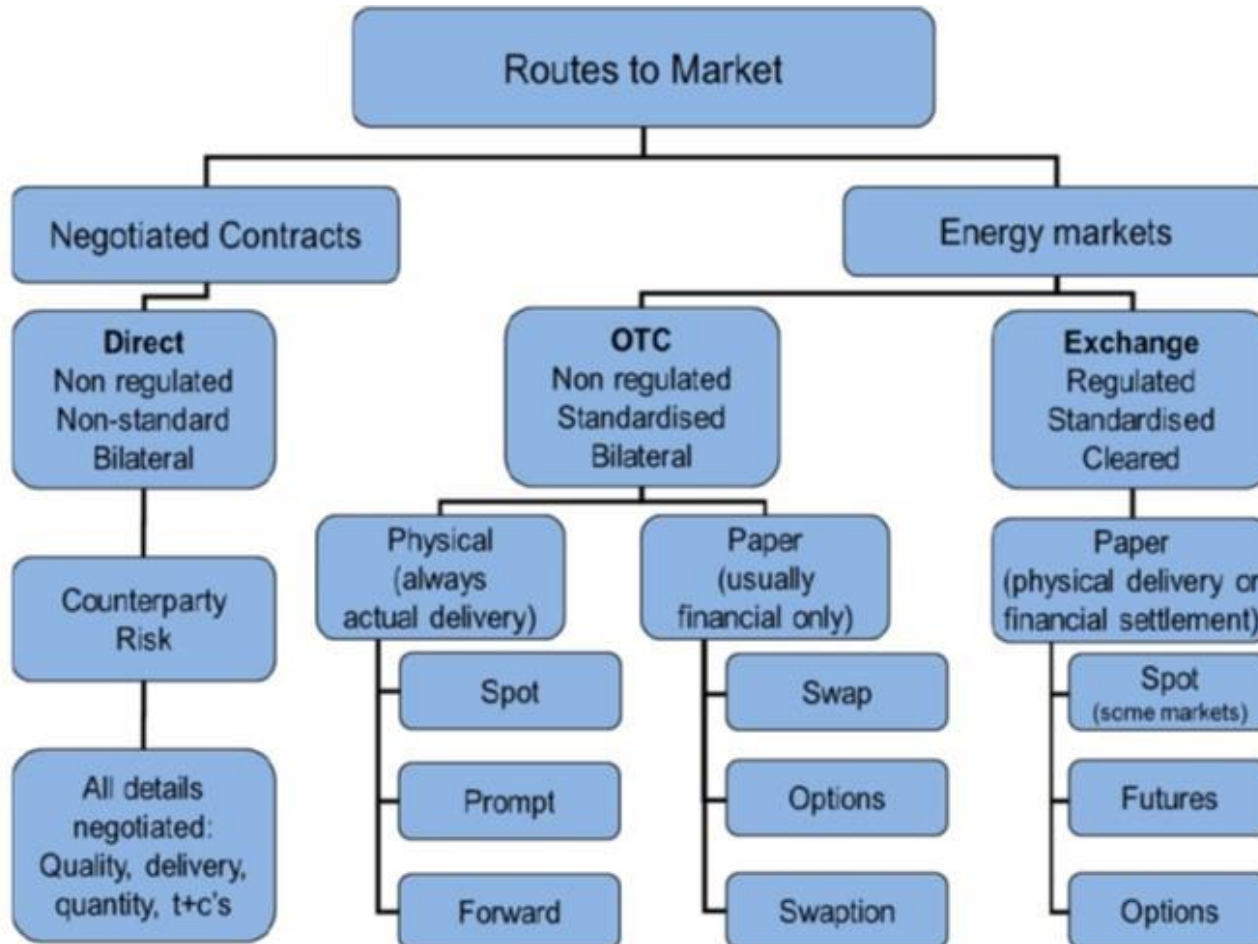 Routes to Market
Negotiated Contracts
Energy markets
Direct
Non regulated
Non-standard
Bilateral
OTC
Non regulated
Standardised
Bilateral
Exchange
Regulated
Standardised
Cleared
Counterparty
Risk
All details
negotiated:
Quality, delivery,
quantity, t+c's
Physical
(always
actual delivery)
Spot
Prompt
Forward
Paper
(usually
financial only)
Swap
Options
Swaption
Paper
(physical delivery or
financial settlement)
Spot
(some markets)
Futures
Options